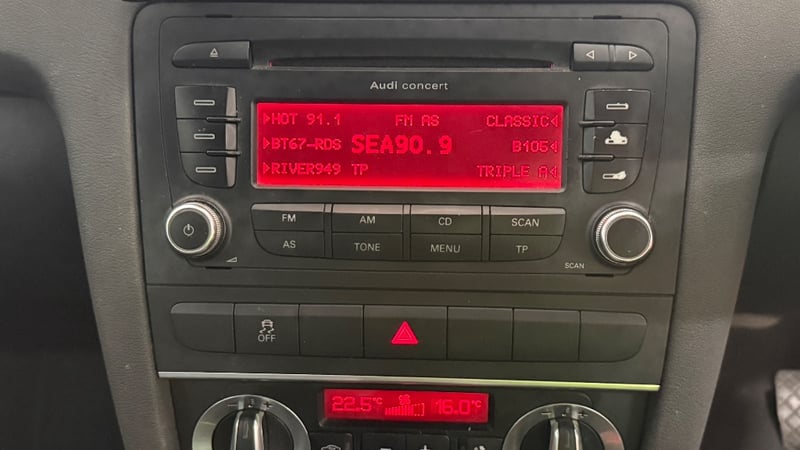 Audi concert
HOT 91.1 FM AS CLASSIC
BT67-RDS SEA90.9 B105
RIVER949 TP TRIPLE A
FM AM CD SCAN
AS TONE MENU TP
SCAN
OFF
22.5°C 16.0°C